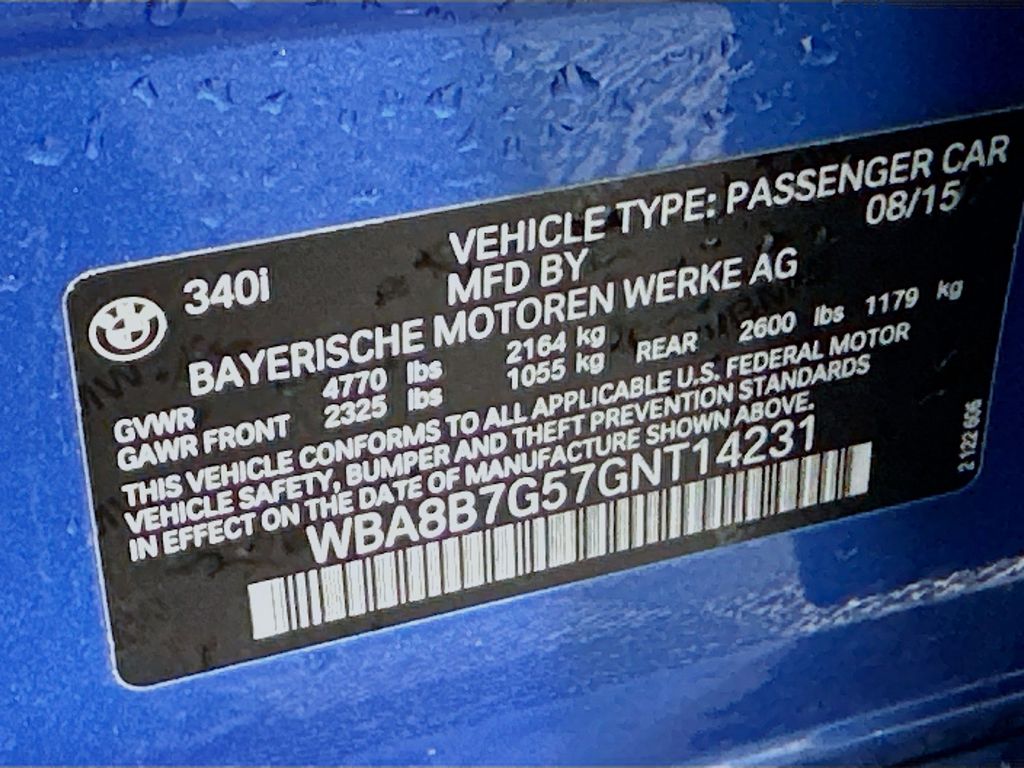 340i
VEHICLE TYPE: PASSENGER CAR
MFD BY 08/15
BAYERISCHE MOTOREN WERKE AG
GVWR 4770 lbs 2164 kg
GAWR FRONT 2325 lbs 1055 kg REAR 2600 lbs 1179 kg
THIS VEHICLE CONFORMS TO ALL APPLICABLE U.S. FEDERAL MOTOR
VEHICLE SAFETY, BUMPER AND THEFT PREVENTION STANDARDS
IN EFFECT ON THE DATE OF MANUFACTURE SHOWN ABOVE.
WBA8B7G57GNT14231
2122 606